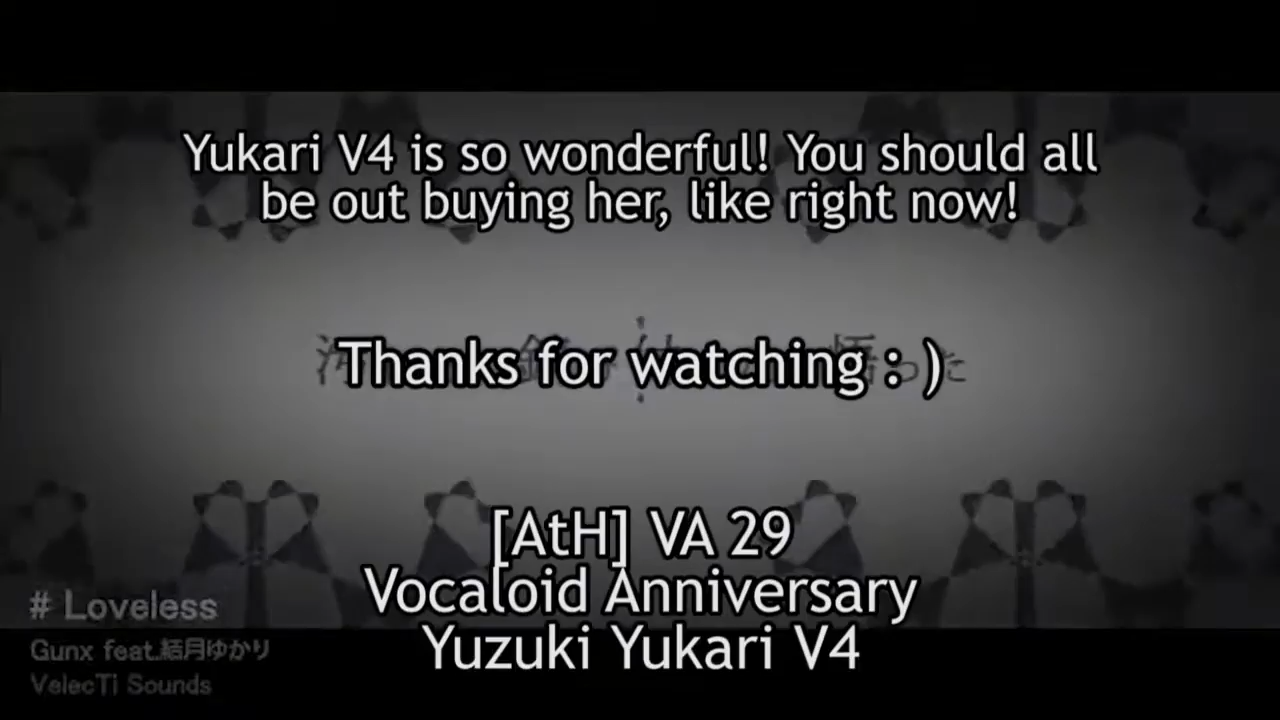 Yukari V4 is so wonderful! You should all
be out buying her, like right now!
Thanks for watching : )
[AtH] VA 29
Vocaloid Anniversary
Yuzuki Yukari V4
# Loveless
Gunx feat.結月ゆかり
VelecTi Sounds